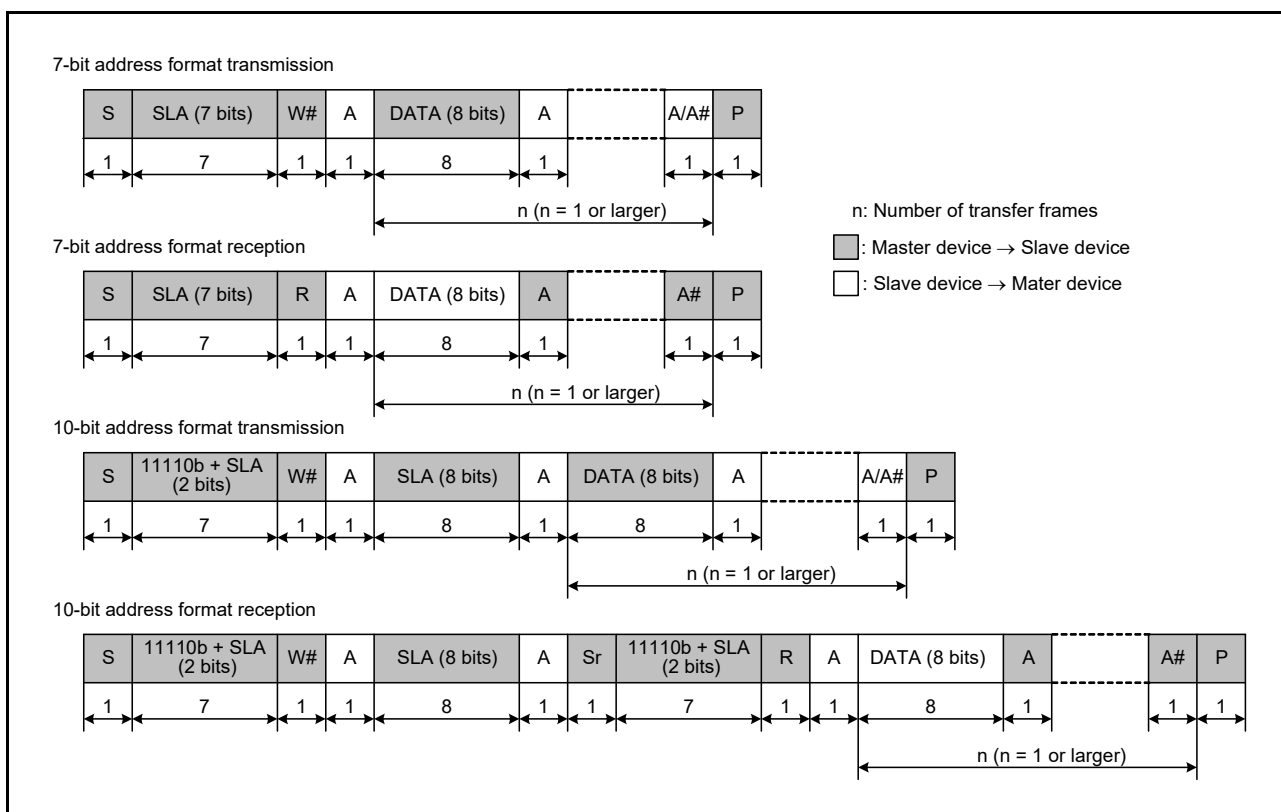 7-bit address format transmission
S SLA (7 bits) W# A DATA (8 bits) A A/A# P
1 7 1 1 8 1 1 1
n (n = 1 or larger)
7-bit address format reception
S SLA (7 bits) R A DATA (8 bits) A A# P
1 7 1 1 8 1 1 1
n (n = 1 or larger)
n: Number of transfer frames
: Master device → Slave device
: Slave device → Mater device
10-bit address format transmission
S 11110b + SLA (2 bits) W# A SLA (8 bits) A DATA (8 bits) A A/A# P
1 7 1 1 8 1 8 1 1 1
n (n = 1 or larger)
10-bit address format reception
S 11110b + SLA (2 bits) W# A SLA (8 bits) A Sr 11110b + SLA (2 bits) R A DATA (8 bits) A A# P
1 7 1 1 8 1 1 7 1 1 8 1 1 1
n (n = 1 or larger)